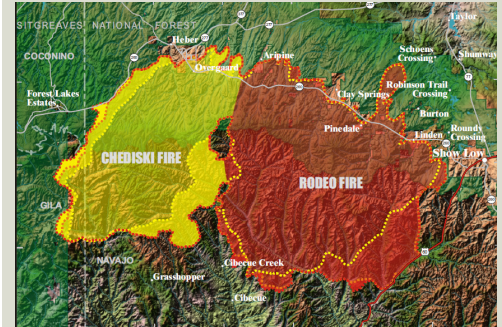 SITGREAVES NATIONAL FOREST
Taylor
Heber
COCONINO
Overgaard
Aripine
Schoens
Crossing
Shumway
Forest Lakes
Estates
Clay Springs
Robinson Trail
Crossing
Burton
Pinedale
Linden
Roundy
Crossing
Show Low
CHEDISKI FIRE
RODEO FIRE
GILA
NAVAJO
Cibecue Creek
Grasshopper
Cibecue